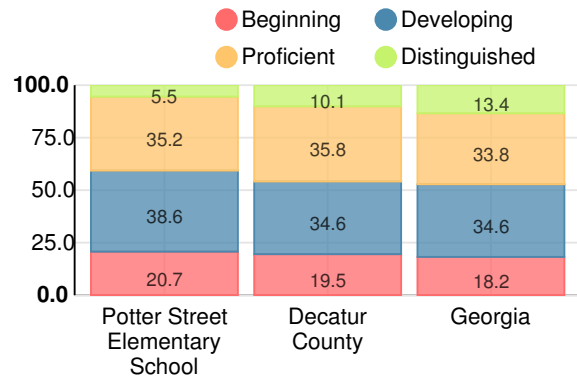 Beginning
Developing
Proficient
Distinguished
100.0
75.0
50.0
25.0
0.0
5.5
35.2
38.6
20.7
10.1
35.8
34.6
19.5
13.4
33.8
34.6
18.2
Potter Street
Elementary
School
Decatur
County
Georgia